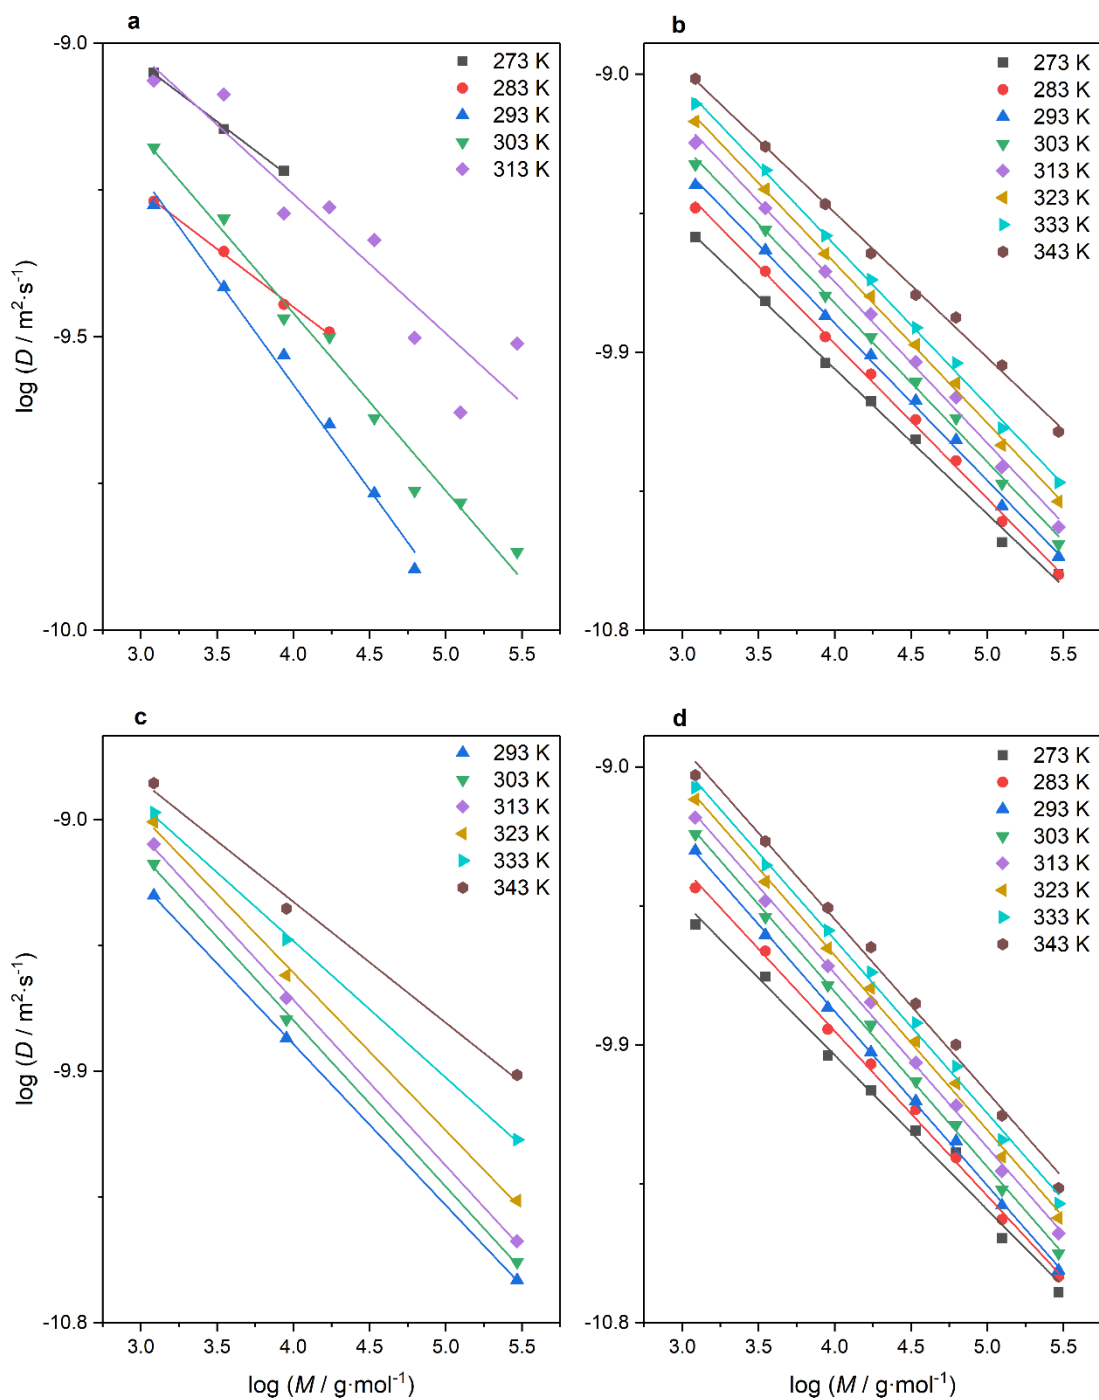 a
-9.0
-9.5
-10.0
log (D / m²·s⁻¹)
3.0 3.5 4.0 4.5 5.0 5.5
273 K
283 K
293 K
303 K
313 K
b
-9.0
-9.9
-10.8
3.0 3.5 4.0 4.5 5.0 5.5
273 K
283 K
293 K
303 K
313 K
323 K
333 K
343 K
c
-9.0
-9.9
-10.8
log (D / m²·s⁻¹)
3.0 3.5 4.0 4.5 5.0 5.5
log (M / g·mol⁻¹)
293 K
303 K
313 K
323 K
333 K
343 K
d
-9.0
-9.9
-10.8
3.0 3.5 4.0 4.5 5.0 5.5
log (M / g·mol⁻¹)
273 K
283 K
293 K
303 K
313 K
323 K
333 K
343 K